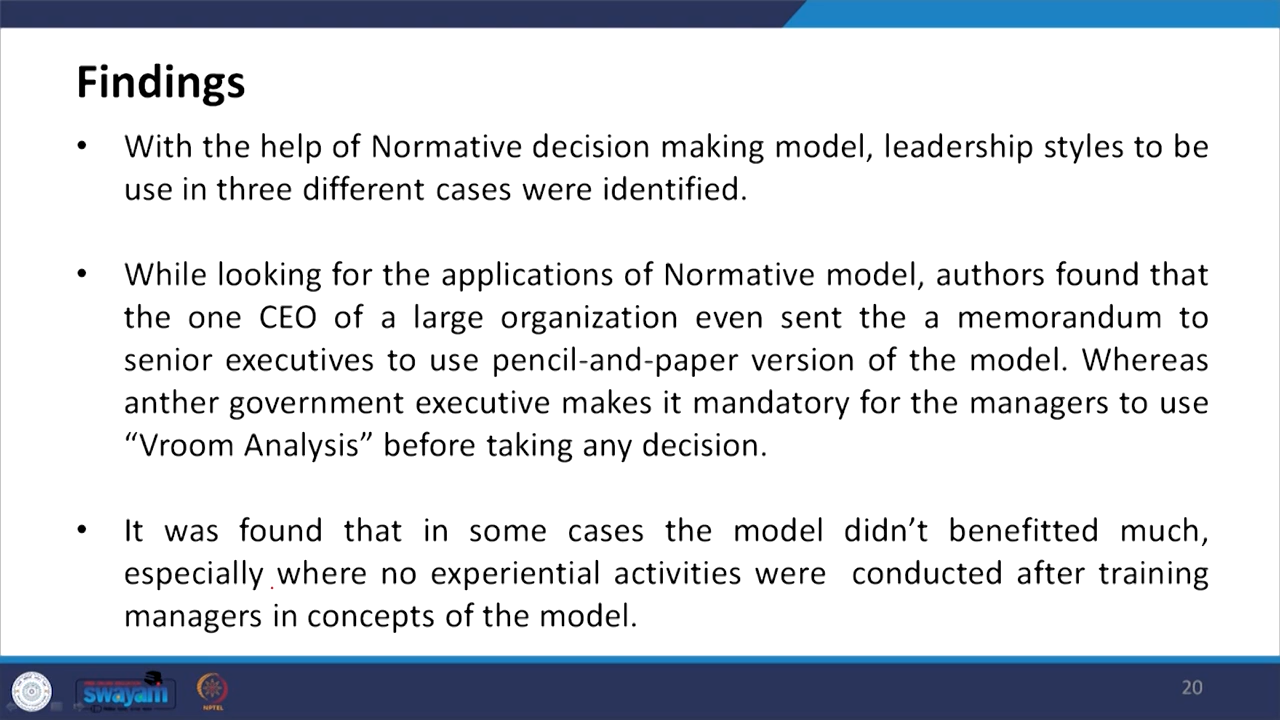 Findings
• With the help of Normative decision making model, leadership styles to be
use in three different cases were identified.
• While looking for the applications of Normative model, authors found that
the one CEO of a large organization even sent the a memorandum to
senior executives to use pencil-and-paper version of the model. Whereas
anther government executive makes it mandatory for the managers to use
“Vroom Analysis” before taking any decision.
• It was found that in some cases the model didn’t benefitted much,
especially where no experiential activities were conducted after training
managers in concepts of the model.
swayam
NPTEL
20